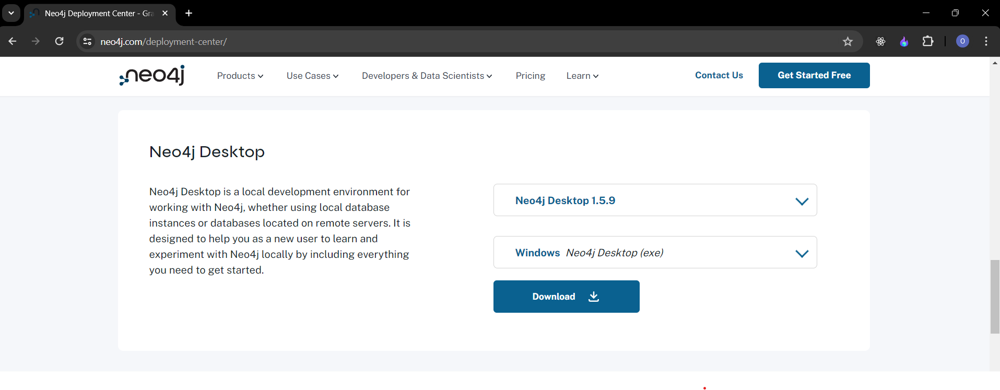 Neo4j Deployment Center - Gra
neo4j.com/deployment-center/
O
neo4j
Products
Use Cases
Developers & Data Scientists
Pricing
Learn
Contact Us
Get Started Free
Neo4j Desktop
Neo4j Desktop is a local development environment for
working with Neo4j, whether using local database
instances or databases located on remote servers. It is
designed to help you as a new user to learn and
experiment with Neo4j locally by including everything
you need to get started.
Neo4j Desktop 1.5.9
Windows Neo4j Desktop (exe)
Download